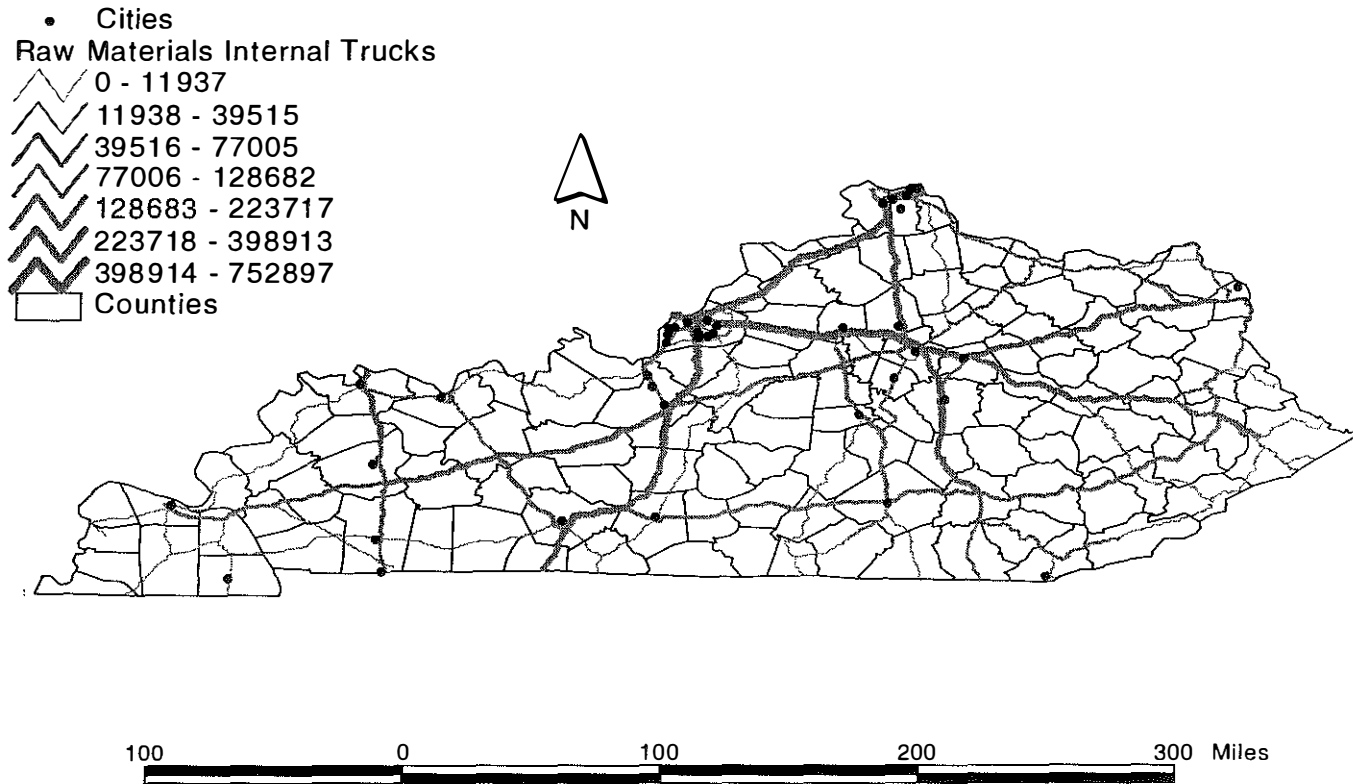 Cities
Raw Materials Internal Trucks
0 - 11937
11938 - 39515
39516 - 77005
77006 - 128682
128683 - 223717
223718 - 398913
398914 - 752897
Counties
N
100 0 100 200 300 Miles